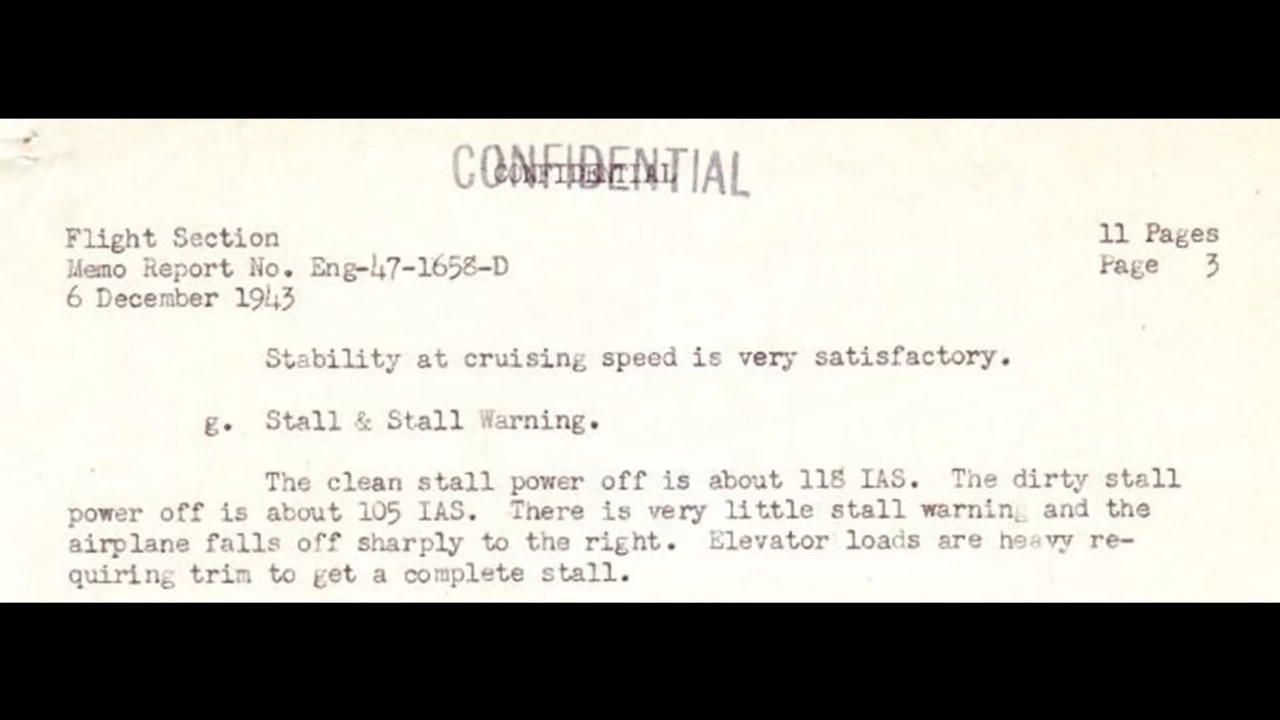 CONFIDENTIAL
CONFIDENTIAL
Flight Section
Memo Report No. Eng-47-1658-D
6 December 1943
11 Pages
Page 3
Stability at cruising speed is very satisfactory.
g. Stall & Stall Warning.
The clean stall power off is about 118 IAS. The dirty stall
power off is about 105 IAS. There is very little stall warning and the
airplane falls off sharply to the right. Elevator loads are heavy re-
quiring trim to get a complete stall.